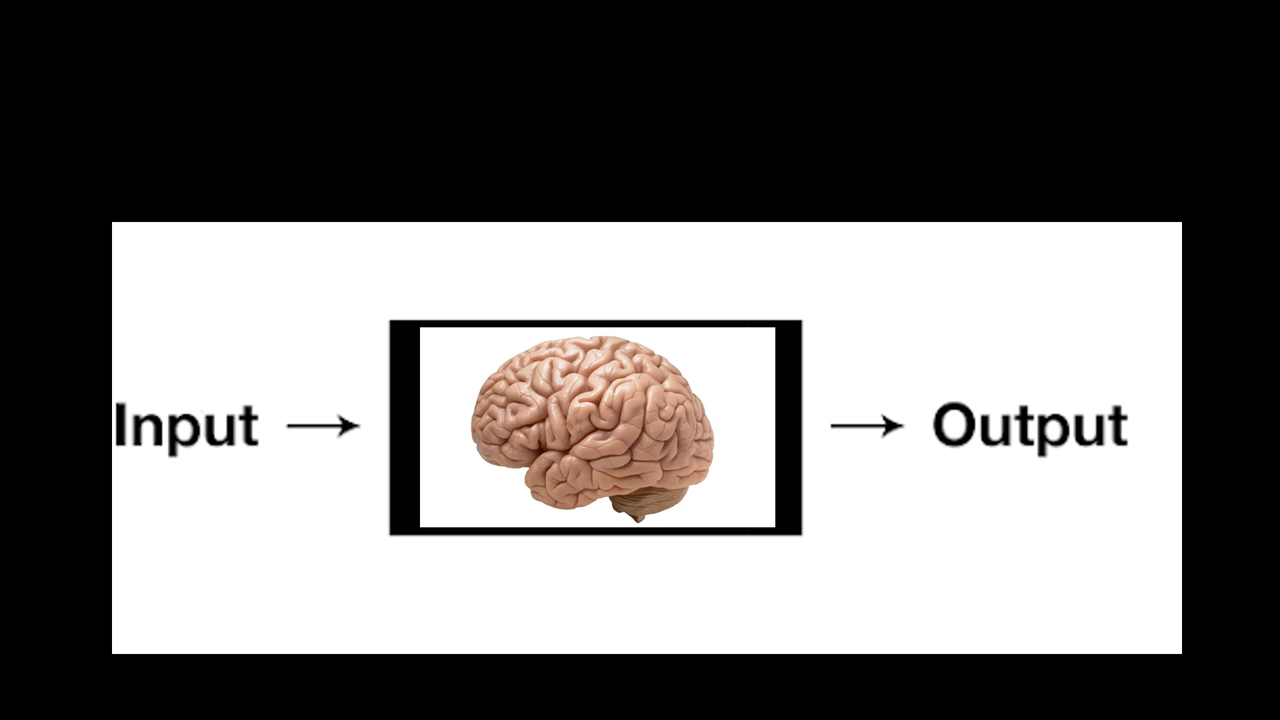 Input → → Output